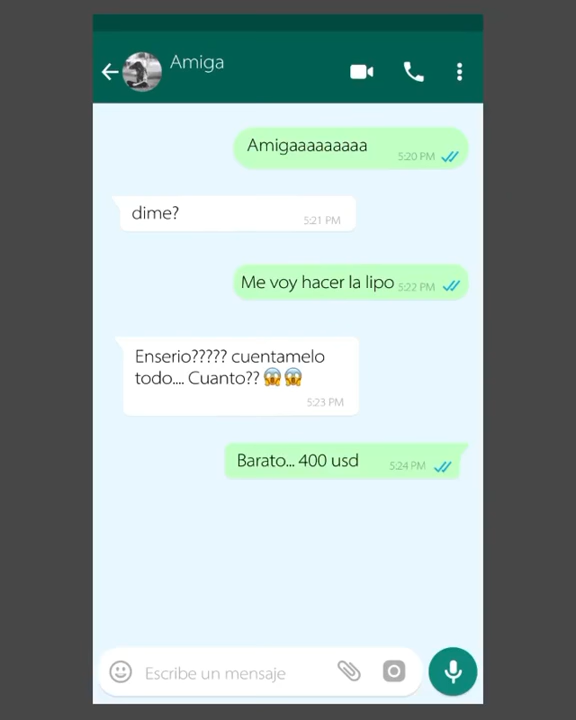 Amiga
Amigaaaaaaaaa
5:20 PM
dime?
5:21 PM
Me voy hacer la lipo
5:22 PM
Enserio????? cuentamelo
todo.... Cuanto?? 😱😱
5:23 PM
Barato... 400 usd
5:24 PM
Escribe un mensaje